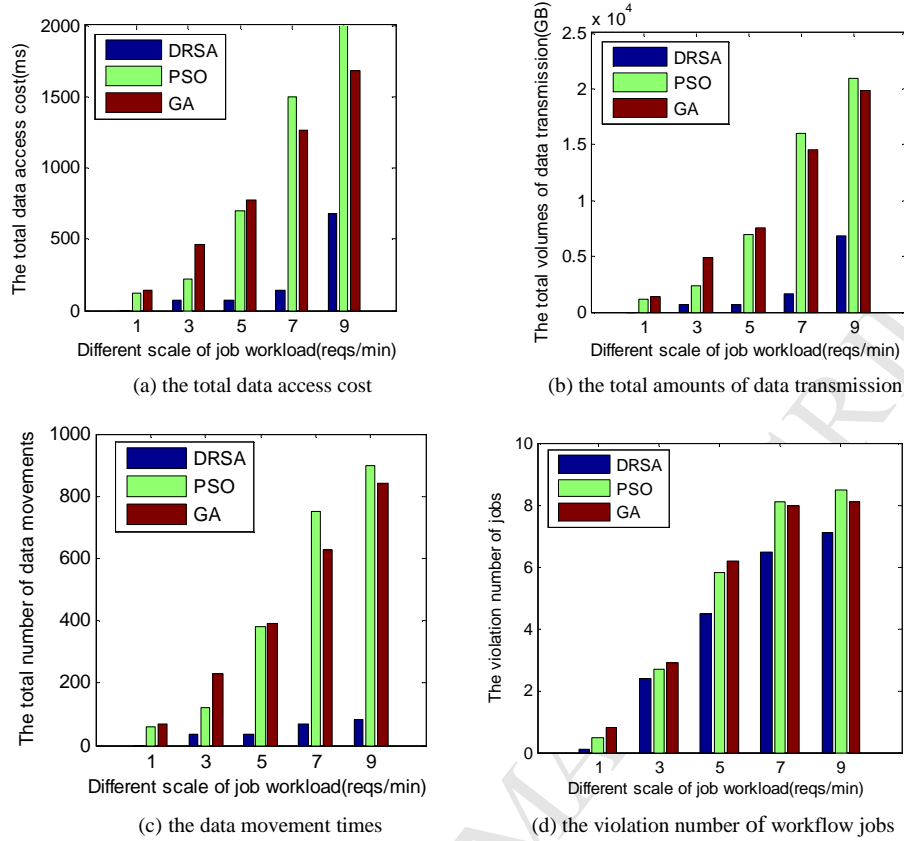 The total data access cost(ms)
2000
1500
1000
500
0
DRSA
PSO
GA
1 3 5 7 9
Different scale of job workload(reqs/min)
(a) the total data access cost
The total volumes of data transmission(GB)
x 10^4
2.5
2
1.5
1
0.5
0
DRSA
PSO
GA
1 3 5 7 9
Different scale of job workload(reqs/min)
(b) the total amounts of data transmission
The total number of data movements
1000
800
600
400
200
0
DRSA
PSO
GA
1 3 5 7 9
Different scale of job workload(reqs/min)
(c) the data movement times
The violation number of jobs
10
8
6
4
2
0
DRSA
PSO
GA
1 3 5 7 9
Different scale of job workload(reqs/min)
(d) the violation number of workflow jobs